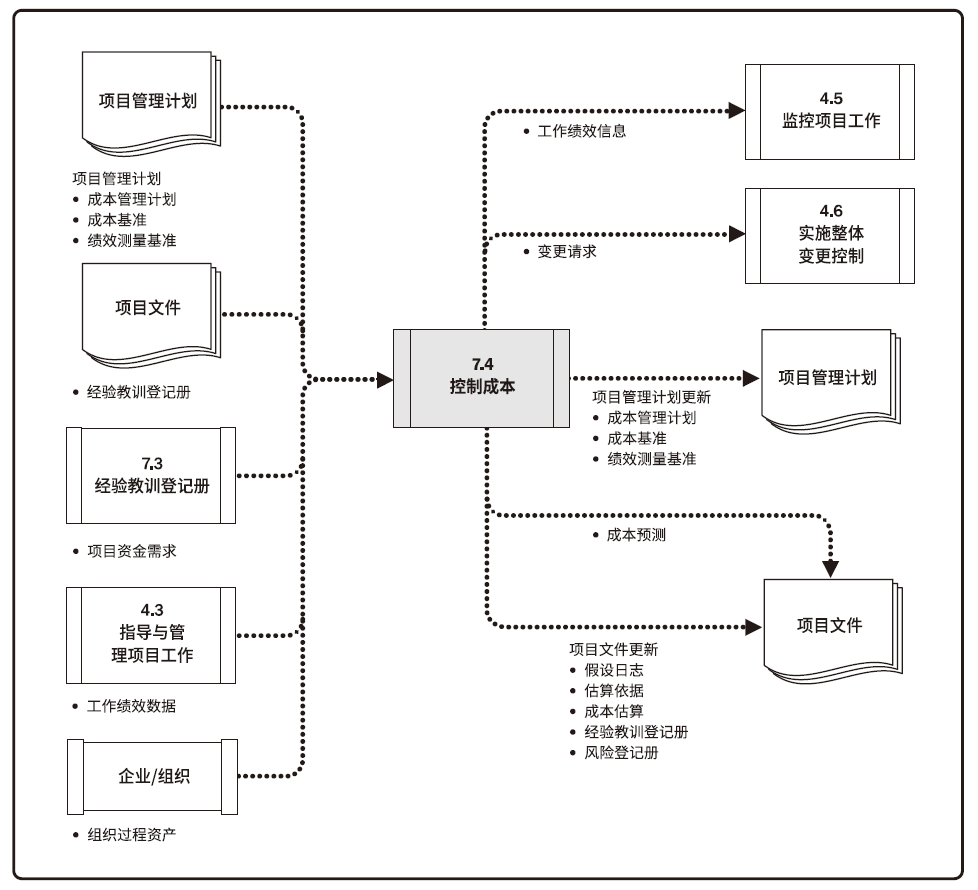 项目管理计划
项目管理计划
• 成本管理计划
• 成本基准
• 绩效测量基准
项目文件
• 经验教训登记册
7.3
经验教训登记册
• 项目资金需求
4.3
指导与管
理项目工作
• 工作绩效数据
企业/组织
• 组织过程资产
7.4
控制成本
• 工作绩效信息
4.5
监控项目工作
• 变更请求
4.6
实施整体
变更控制
项目管理计划
项目管理计划更新
• 成本管理计划
• 成本基准
• 绩效测量基准
• 成本预测
项目文件
项目文件更新
• 假设日志
• 估算依据
• 成本估算
• 经验教训登记册
• 风险登记册